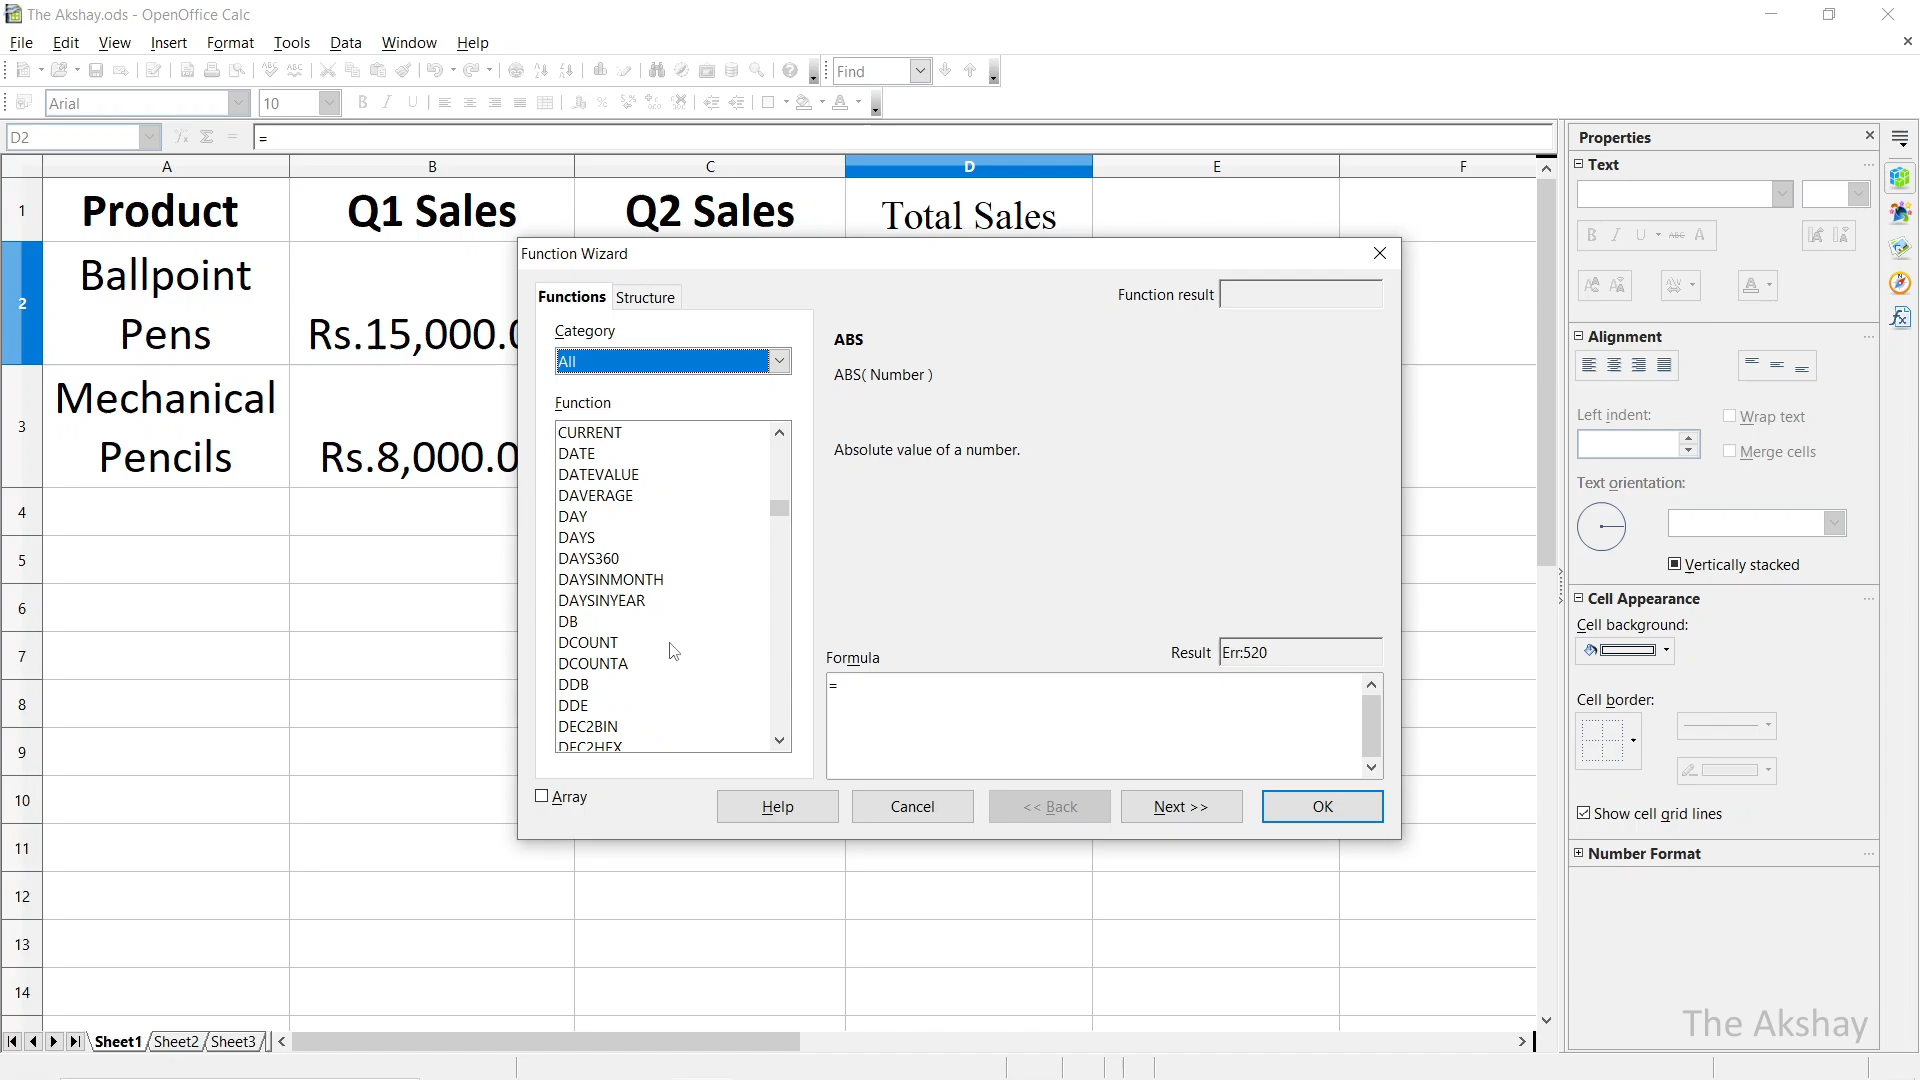 The Akshay.ods - OpenOffice Calc
File Edit View Insert Format Tools Data Window Help
Find
Arial 10
D2 =
A B C D E F
1 Product Q1 Sales Q2 Sales Total Sales
2 Ballpoint
Pens Rs.15,000.0
3 Mechanical
Pencils Rs.8,000.0
4
5
6
7
8
9
10
11
12
13
14
Function Wizard
Functions Structure
Function result
Category
All
Function
CURRENT
DATE
DATEVALUE
DAVERAGE
DAY
DAYS
DAYS360
DAYSINMONTH
DAYSINYEAR
DB
DCOUNT
DCOUNTA
DDB
DDE
DEC2BIN
DEC2HEX
ABS
ABS( Number )
Absolute value of a number.
Formula
Result Err:520
=
Array
Help Cancel << Back Next >> OK
Properties
Text
Alignment
Left indent:
Wrap text
Merge cells
Text orientation:
Vertically stacked
Cell Appearance
Cell background:
Cell border:
Show cell grid lines
Number Format
The Akshay
Sheet1 Sheet2 Sheet3